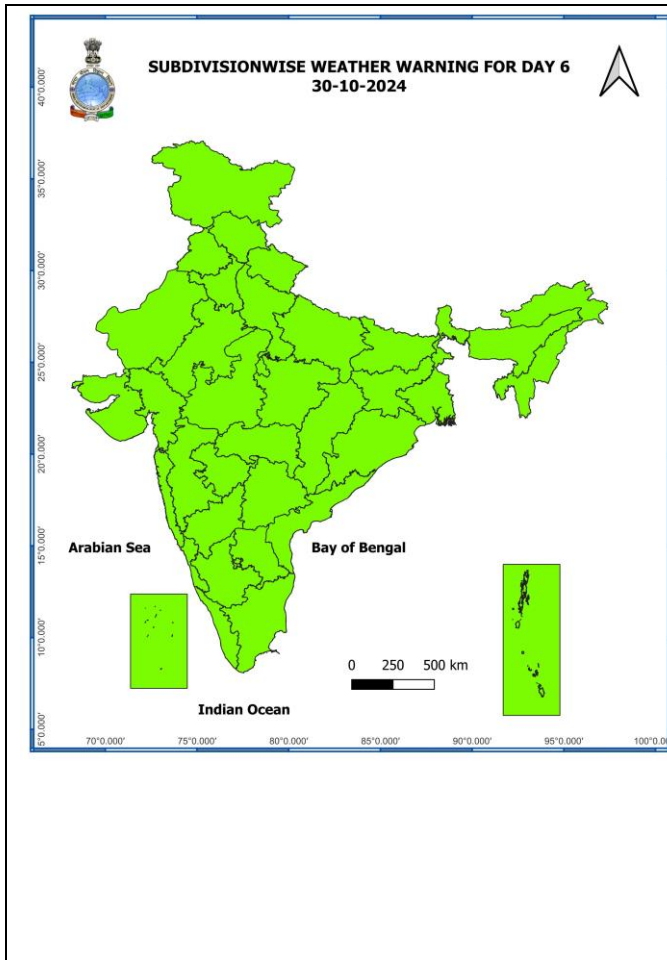 SUBDIVISIONWISE WEATHER WARNING FOR DAY 6
30-10-2024
40°0.000'
35°0.000'
30°0.000'
25°0.000'
20°0.000'
15°0.000'
10°0.000'
5°0.000'
Arabian Sea
Bay of Bengal
0 250 500 km
Indian Ocean
70°0.000' 75°0.000' 80°0.000' 85°0.000' 90°0.000' 95°0.000' 100°0.000'